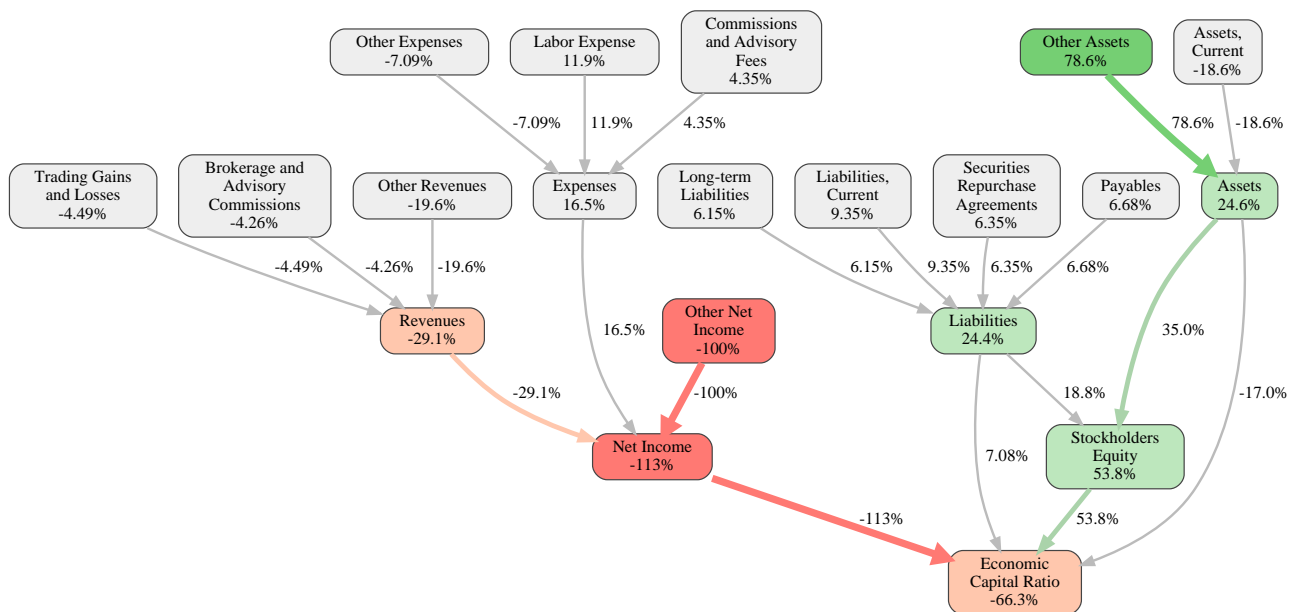 Other Expenses
-7.09%
Labor Expense
11.9%
Commissions
and Advisory
Fees
4.35%
Other Assets
78.6%
Assets,
Current
-18.6%
-7.09%
11.9%
4.35%
78.6%
-18.6%
Trading Gains
and Losses
-4.49%
Brokerage and
Advisory
Commissions
-4.26%
Other Revenues
-19.6%
Expenses
16.5%
Long-term
Liabilities
6.15%
Liabilities,
Current
9.35%
Securities
Repurchase
Agreements
6.35%
Payables
6.68%
Assets
24.6%
-4.49%
-4.26%
-19.6%
6.15%
9.35%
6.35%
6.68%
Revenues
-29.1%
16.5%
Other Net
Income
-100%
Liabilities
24.4%
35.0%
-29.1%
-100%
18.8%
-17.0%
Net Income
-113%
7.08%
Stockholders
Equity
53.8%
-113%
53.8%
Economic
Capital Ratio
-66.3%